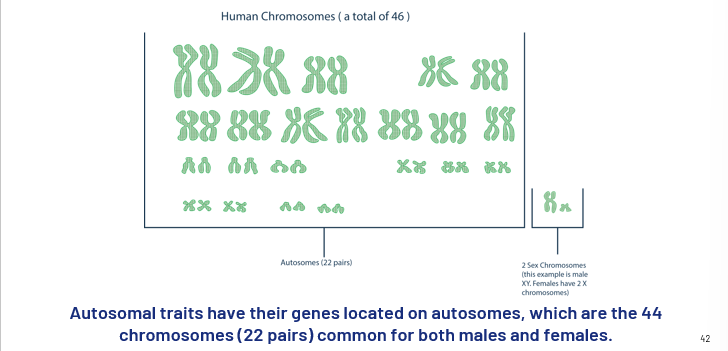 Human Chromosomes ( a total of 46 )
Autosomes (22 pairs)
2 Sex Chromosomes
(this example is male
XY. Females have 2 X
chromosomes)
Autosomal traits have their genes located on autosomes, which are the 44
chromosomes (22 pairs) common for both males and females.
42